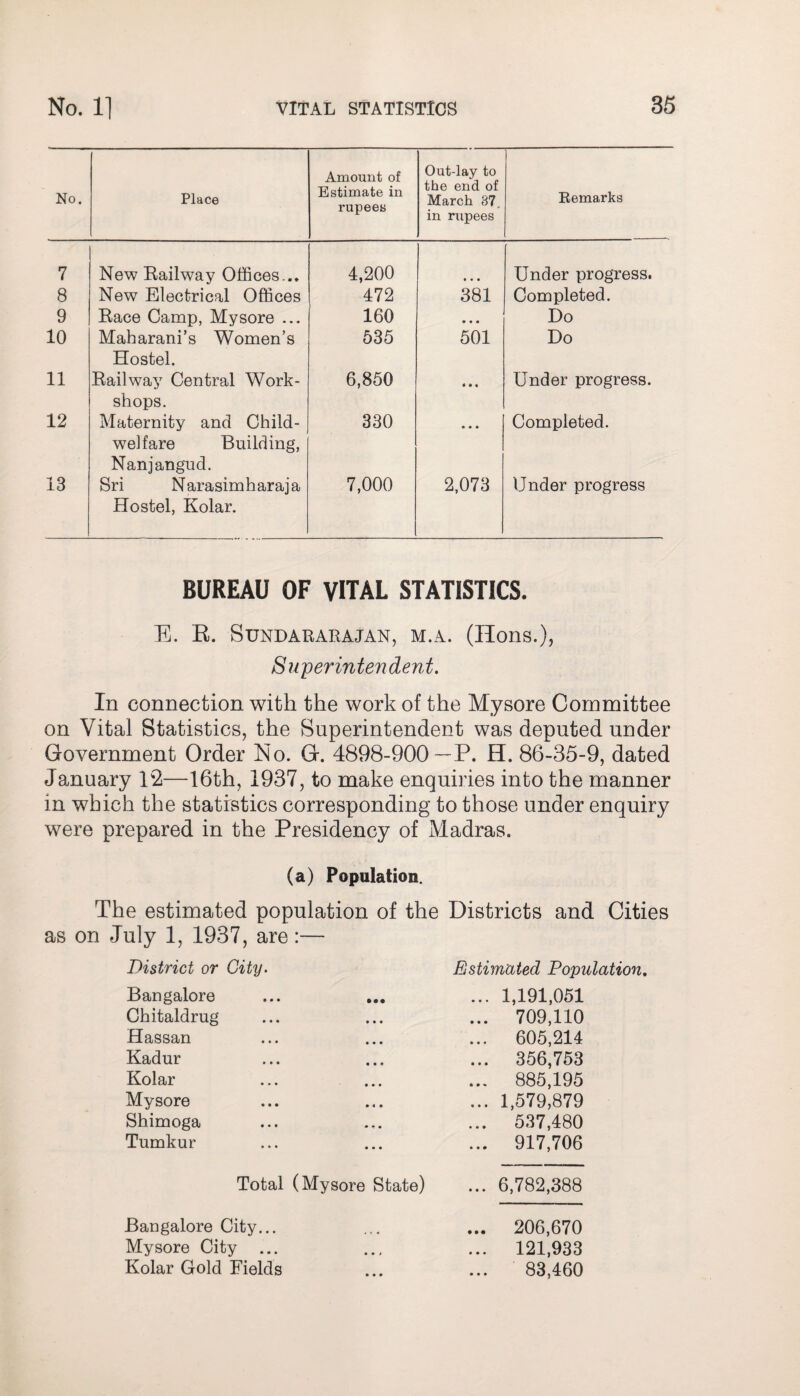 No. 1] VITAL STATISTICS 35
No. Place Amount of Estimate in rupees Out-lay to the end of March 37. in rupees Remarks
7 New Railway Offices... 4,200 ... Under progress.
8 New Electrical Offices 472 381 Completed.
9 Race Camp, Mysore ... 160 ... Do
10 Maharani's Women's 535 501 Do
Hostel.
11 Railway Central Work- 6,850 ... Under progress.
shops.
12 Maternity and Child- 330 ... Completed.
welfare Building,
Nanjangud.
13 Sri Narasimharaja 7,000 2,073 Under progress
Hostel, Kolar.
BUREAU OF VITAL STATISTICS.
E. R. SUNDARARAJAN, M.A. (Hons.),
Superintendent.
In connection with the work of the Mysore Committee
on Vital Statistics, the Superintendent was deputed under
Government Order No. G. 4898-900—P. H. 86-35-9, dated
January 12—16th, 1937, to make enquiries into the manner
in which the statistics corresponding to those under enquiry
were prepared in the Presidency of Madras.
(a) Population.
The estimated population of the Districts and Cities
as on July 1, 1937, are :—
District or City. Estimated Population.
Bangalore ... ... ... 1,191,051
Chitaldrug ... ... ... 709,110
Hassan ... ... ... 605,214
Kadur ... ... ... 356,753
Kolar ... ... ... 885,195
Mysore ... ... ... 1,579,879
Shimoga ... ... ... 537,480
Tumkur ... ... ... 917,706
Total (Mysore State) ... 6,782,388
Bangalore City... ... ... 206,670
Mysore City ... ... ... 121,933
Kolar Gold Fields ... ... 83,460